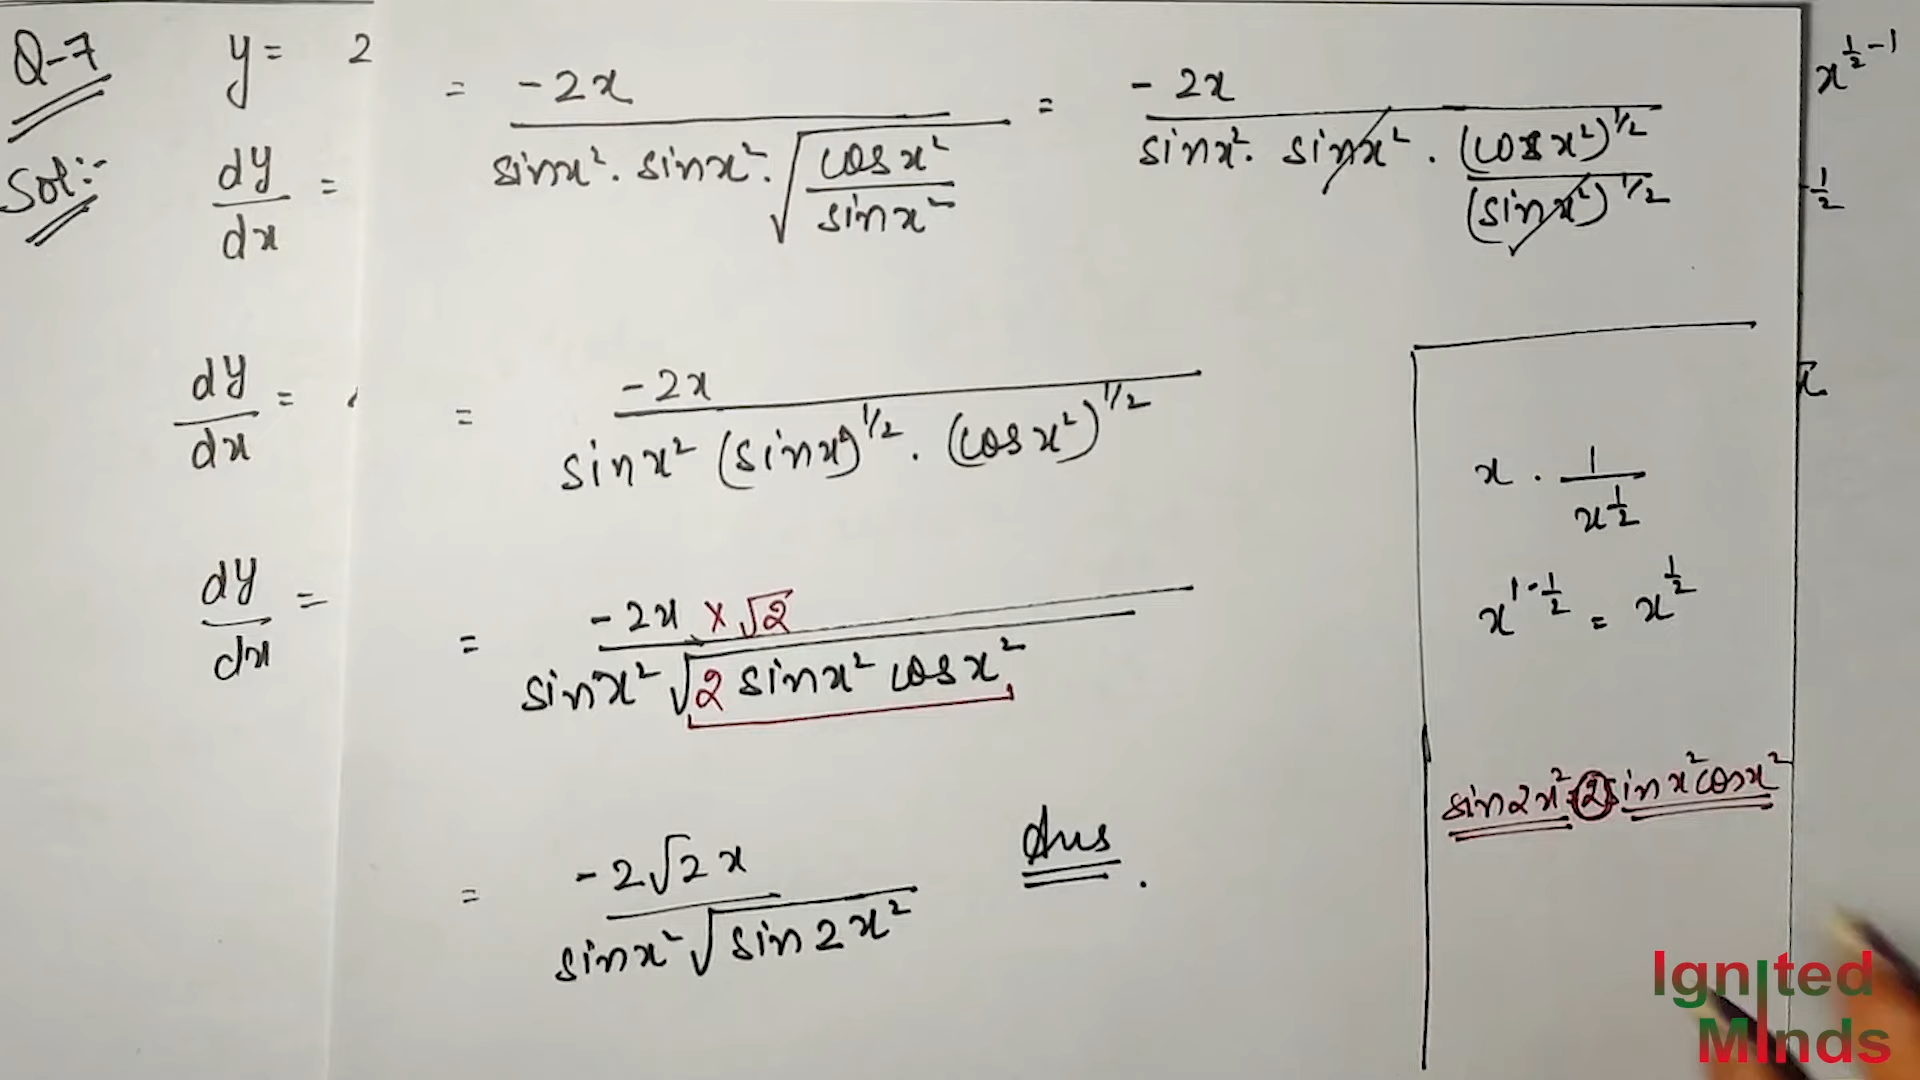 Q-7 y = 2
Sol:- dy/dx =
= -2x / sinx² · sinx² · √(cosx² / sinx²) = -2x / sinx² · sinx² · (cosx²)^1/2 / (sinx²)^1/2
x^1/2 - 1
-1/2
dy/dx =
= -2x / sinx² (sinx²)^1/2 · (cosx²)^1/2
x · 1 / x^1/2
x^1-1/2 = x^1/2
dy/dx =
= -2x × √2 / sinx² √2 sinx² cosx²
sin2x² = 2 sinx² cosx²
= -2√2 x / sinx² √sin2x² Ans.
Ignited
Minds